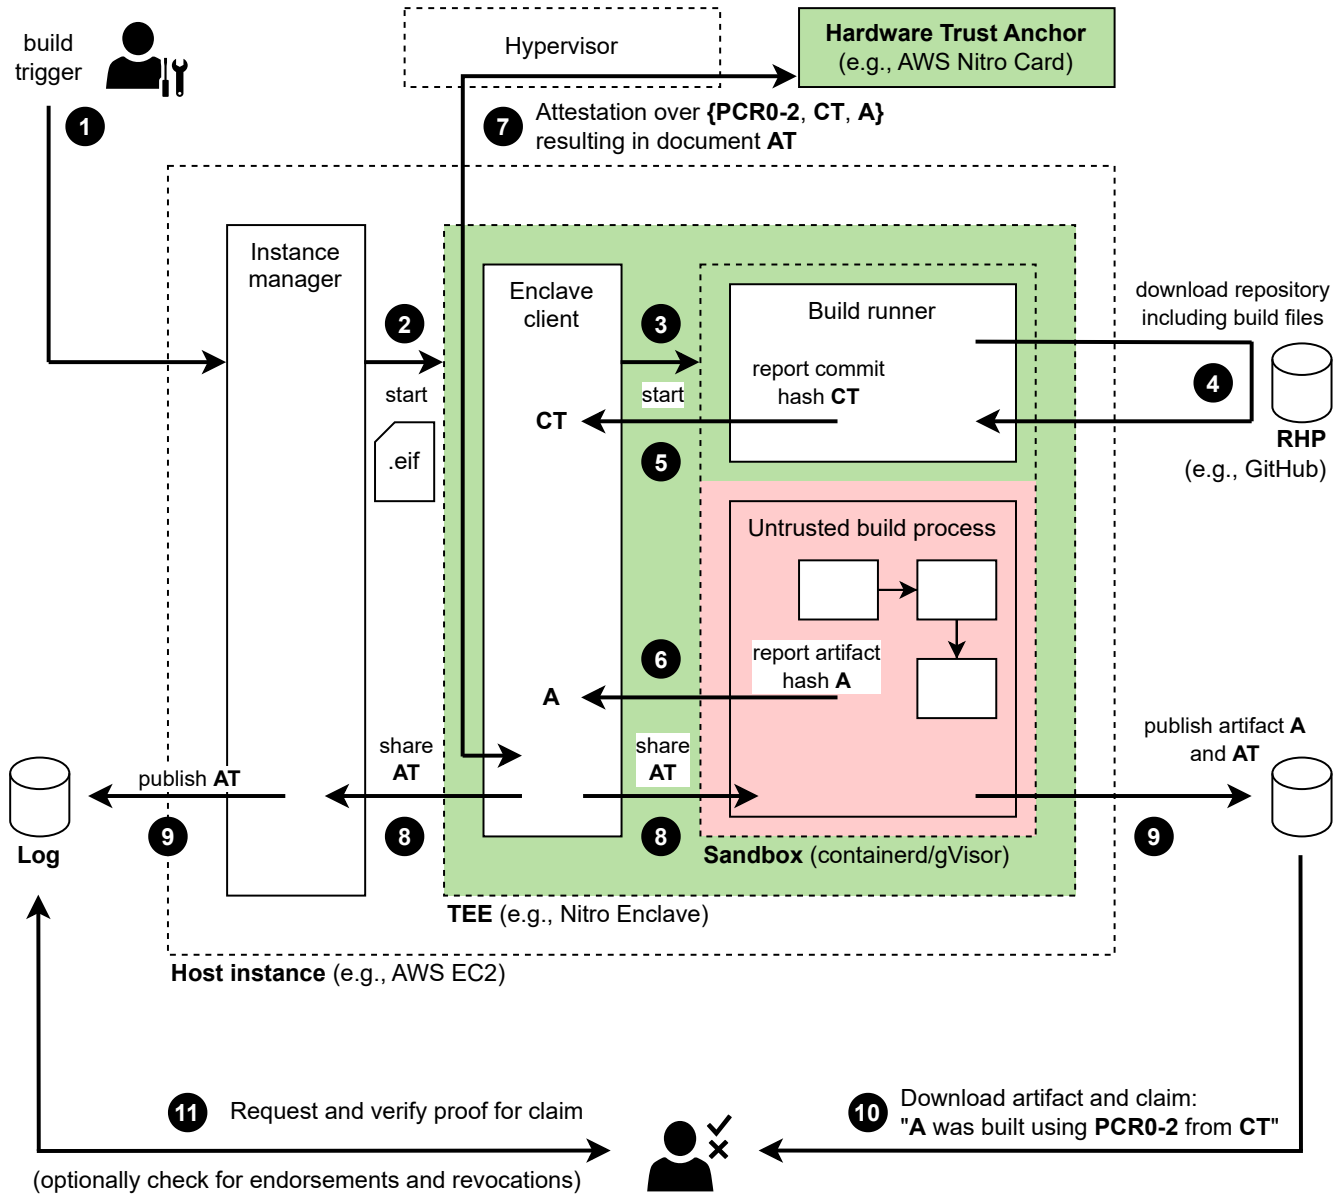 build
trigger
1
Hypervisor
Hardware Trust Anchor
(e.g., AWS Nitro Card)
7
Attestation over {PCR0-2, CT, A}
resulting in document AT
Instance
manager
2
start
.eif
Enclave
client
3
start
Build runner
report commit
hash CT
CT
5
download repository
including build files
4
RHP
(e.g., GitHub)
Untrusted build process
6
report artifact
hash A
A
share
AT
8
share
AT
8
publish AT
9
Log
publish artifact A
and AT
9
Sandbox (containerd/gVisor)
TEE (e.g., Nitro Enclave)
Host instance (e.g., AWS EC2)
11
Request and verify proof for claim
(optionally check for endorsements and revocations)
10
Download artifact and claim:
"A was built using PCR0-2 from CT"